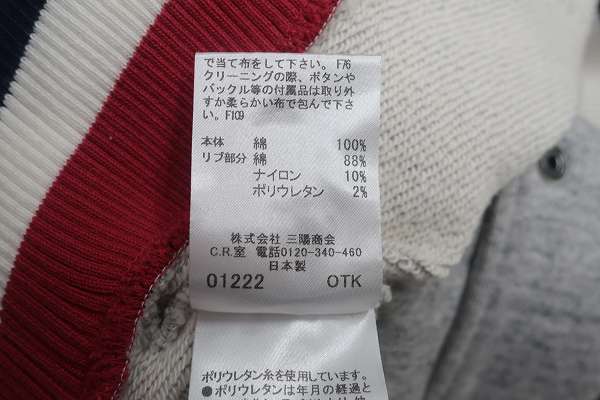 で当て布をして下さい。F76
クリーニングの際、ボタンや
バックル等の付属品は取り外
すか柔らかい布で包んで下さ
い。F109
本体 綿 100%
リブ部分 綿 88%
ナイロン 10%
ポリウレタン 2%
株式会社 三陽商会
C.R.室 電話0120-340-460
日本製
01222 OTK
ポリウレタン糸を使用しています。
●ポリウレタンは年月の経過と